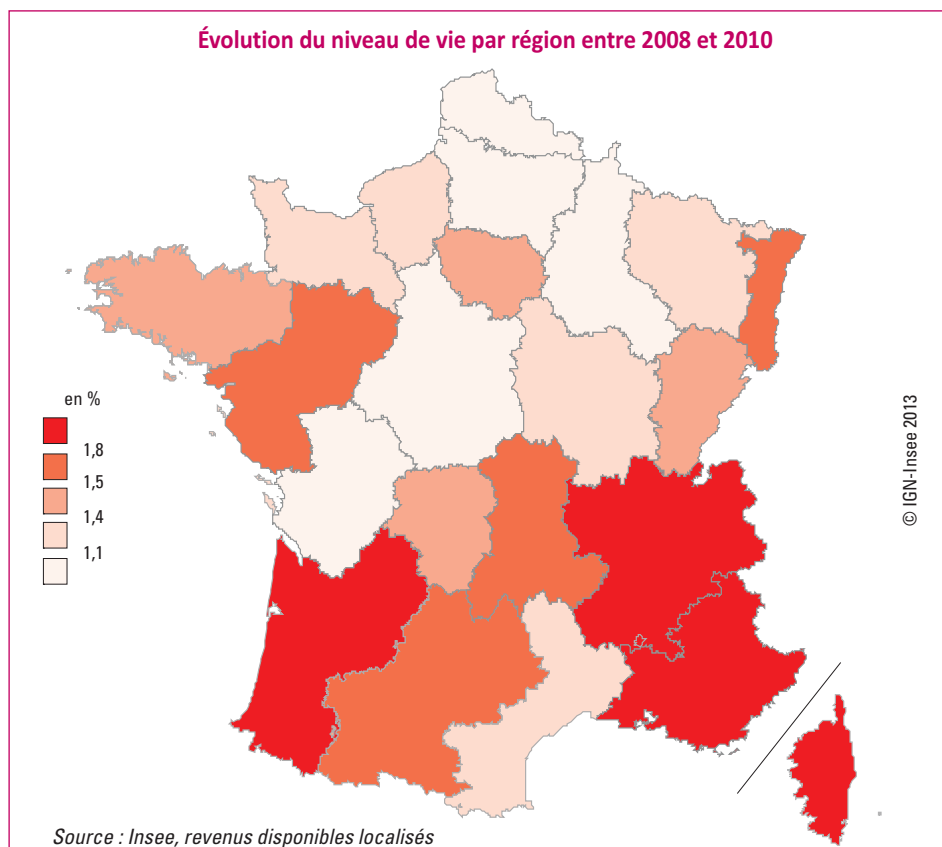 Évolution du niveau de vie par région entre 2008 et 2010
en %
1,8
1,5
1,4
1,1
© IGN-Insee 2013
Source : Insee, revenus disponibles localisés